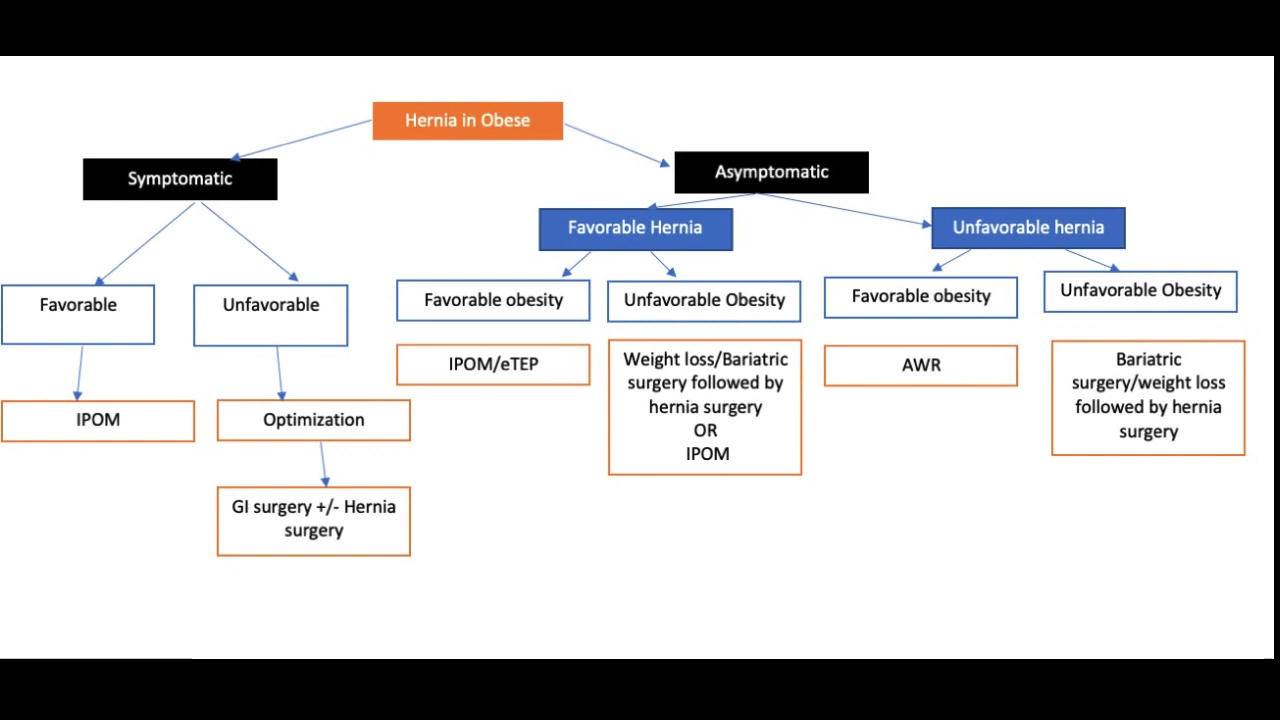 Hernia in Obese
Symptomatic
Asymptomatic
Favorable Hernia
Unfavorable hernia
Favorable
Unfavorable
Favorable obesity
Unfavorable Obesity
Favorable obesity
Unfavorable Obesity
IPOM
Optimization
GI surgery +/- Hernia
surgery
IPOM/eTEP
Weight loss/Bariatric
surgery followed by
hernia surgery
OR
IPOM
AWR
Bariatric
surgery/weight loss
followed by hernia
surgery